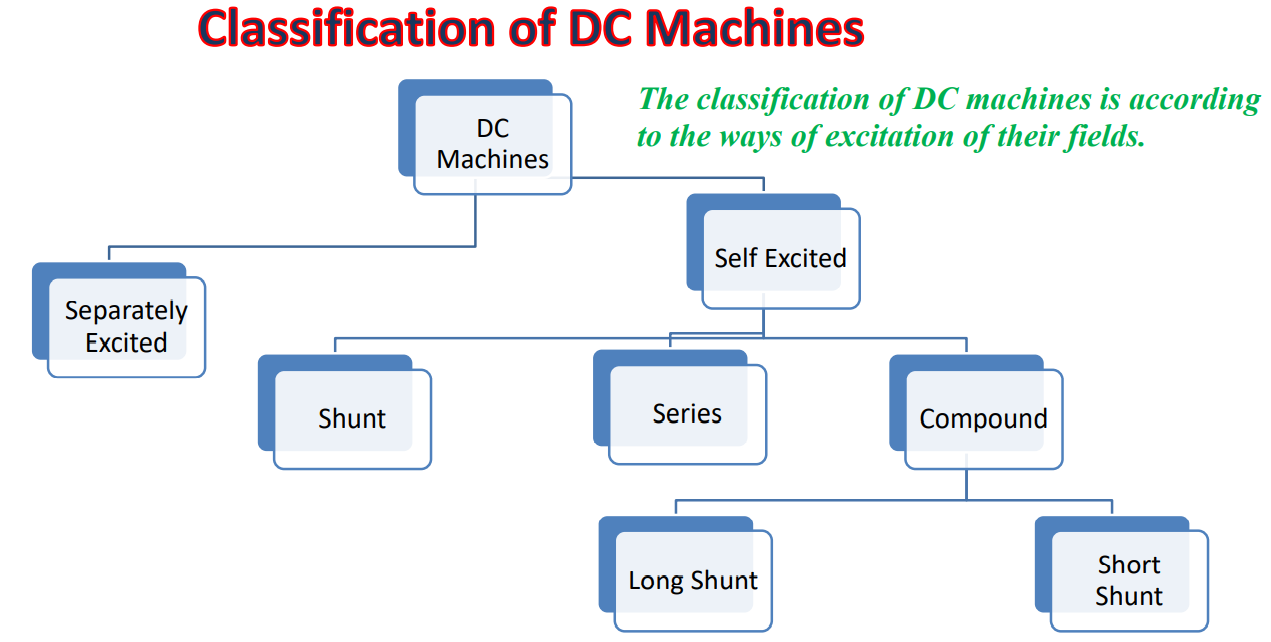 Classification of DC Machines
The classification of DC machines is according
to the ways of excitation of their fields.
DC
Machines
Self Excited
Separately
Excited
Shunt
Series
Compound
Long Shunt
Short
Shunt